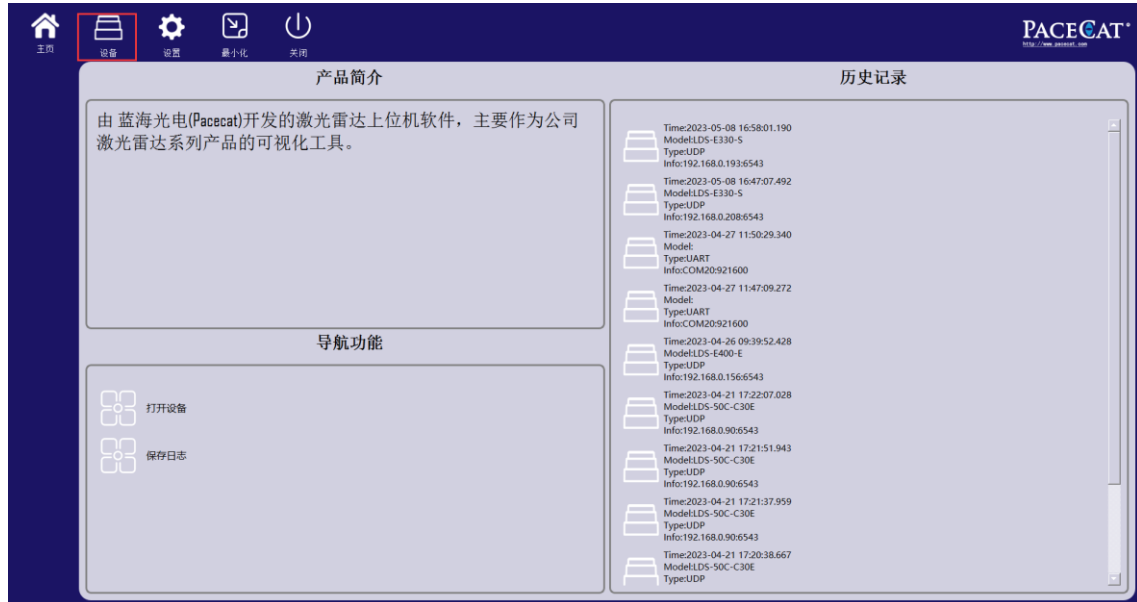 主页
设备
设置
最小化
关闭
PACECAT
http://www.pacecat.com
产品简介
由 蓝海光电(Pacecat)开发的激光雷达上位机软件，主要作为公司
激光雷达系列产品的可视化工具。
导航功能
打开设备
保存日志
历史记录
Time:2023-05-08 16:58:01.190
Model:LDS-E330-S
Type:UDP
Info:192.168.0.193:6543
Time:2023-05-08 16:47:07.492
Model:LDS-E330-S
Type:UDP
Info:192.168.0.208:6543
Time:2023-04-27 11:50:29.340
Model:
Type:UART
Info:COM20:921600
Time:2023-04-27 11:47:09.272
Model:
Type:UART
Info:COM20:921600
Time:2023-04-26 09:39:52.428
Model:LDS-E400-E
Type:UDP
Info:192.168.0.156:6543
Time:2023-04-21 17:22:07.028
Model:LDS-50C-C30E
Type:UDP
Info:192.168.0.90:6543
Time:2023-04-21 17:21:51.943
Model:LDS-50C-C30E
Type:UDP
Info:192.168.0.90:6543
Time:2023-04-21 17:21:37.959
Model:LDS-50C-C30E
Type:UDP
Info:192.168.0.90:6543
Time:2023-04-21 17:20:38.667
Model:LDS-50C-C30E
Type:UDP